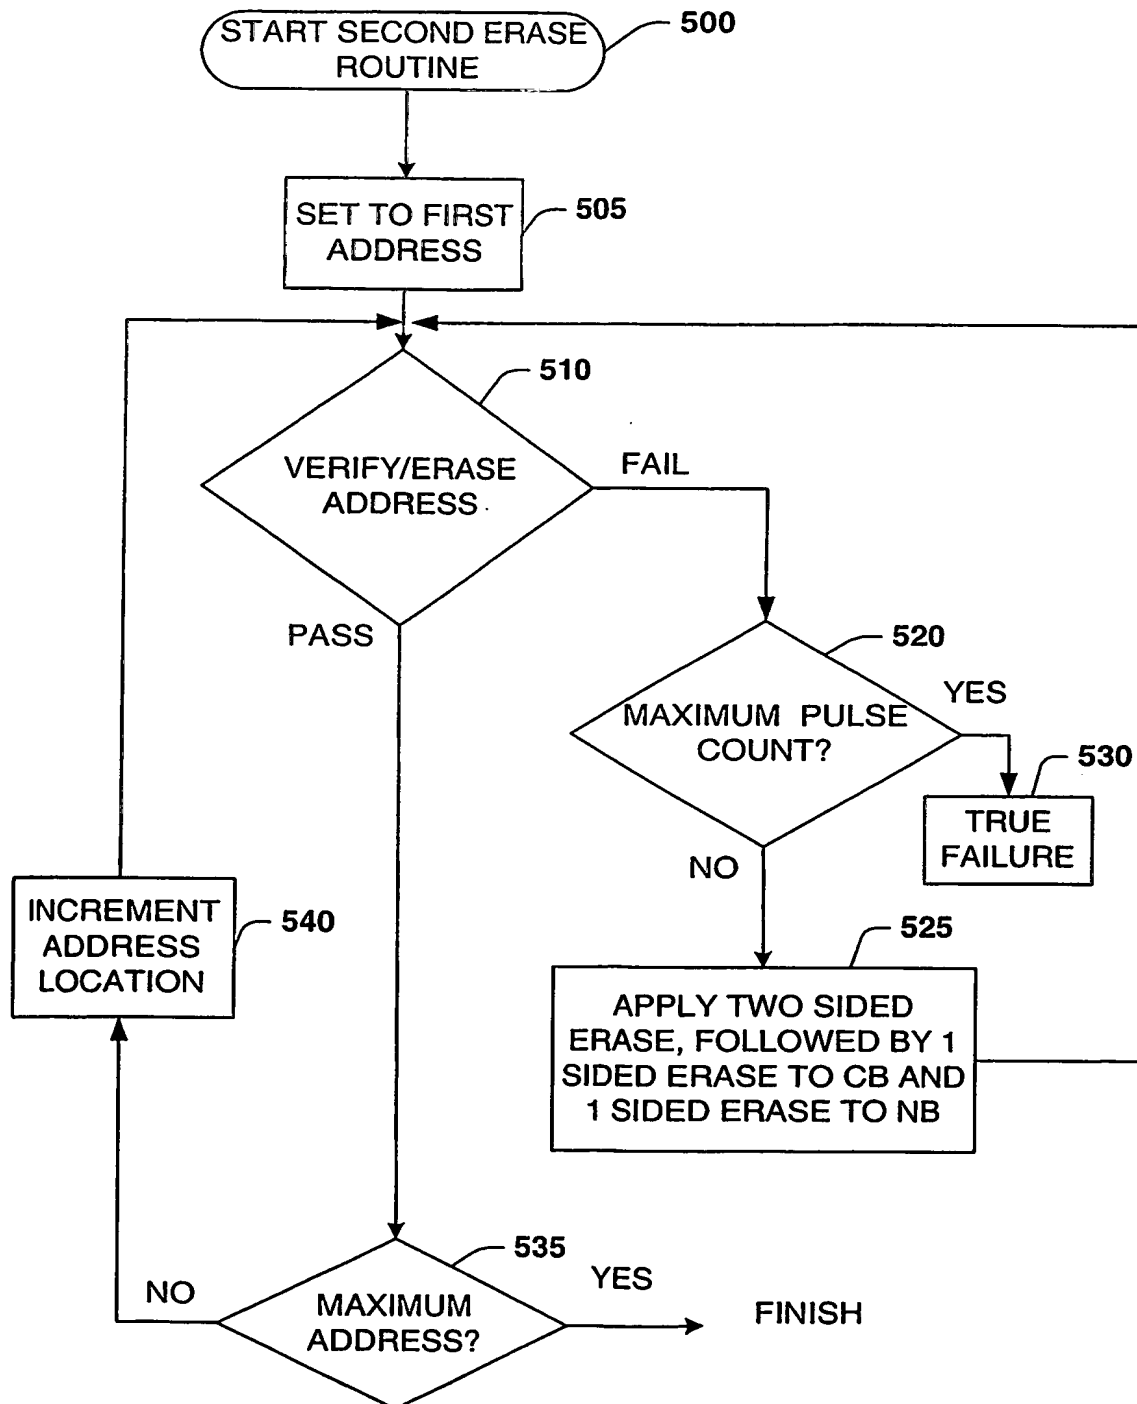 START SECOND ERASE
ROUTINE
500
SET TO FIRST
ADDRESS
505
510
VERIFY/ERASE
ADDRESS
FAIL
PASS
520
MAXIMUM PULSE
COUNT?
YES
530
TRUE
FAILURE
NO
INCREMENT
ADDRESS
LOCATION
540
525
APPLY TWO SIDED
ERASE, FOLLOWED BY 1
SIDED ERASE TO CB AND
1 SIDED ERASE TO NB
535
NO
MAXIMUM
ADDRESS?
YES
FINISH